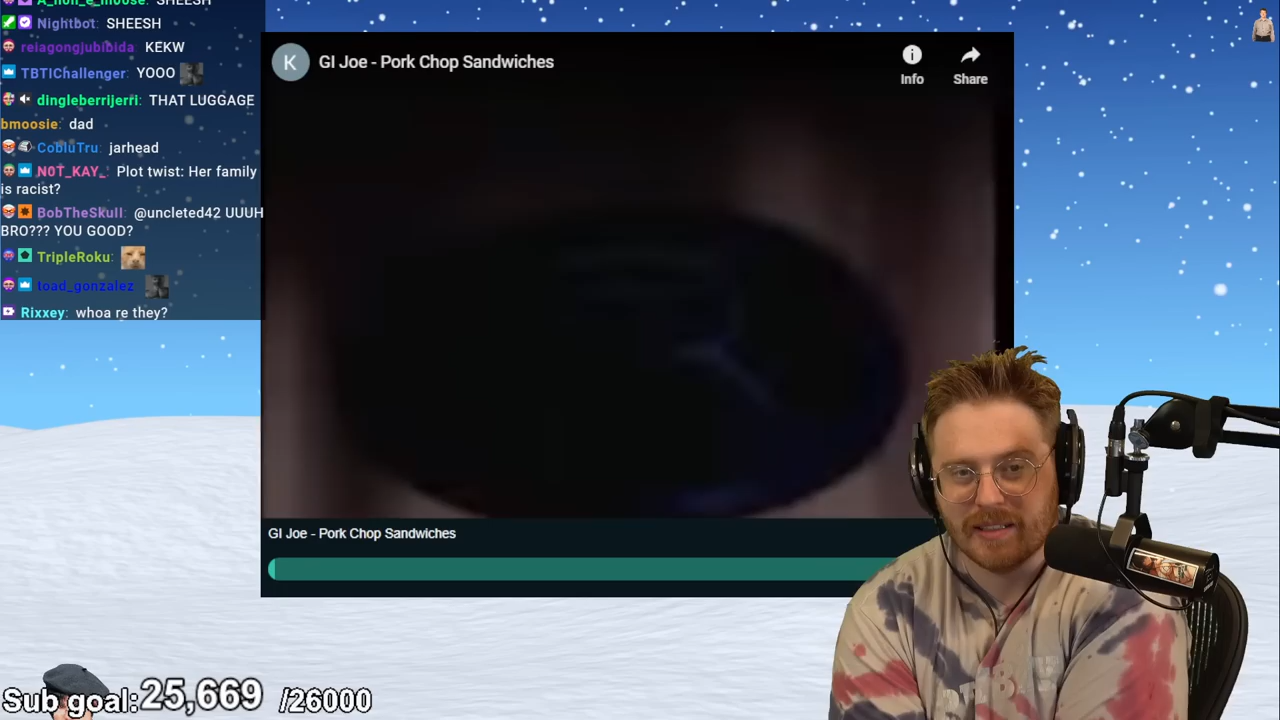 A_non_e_moose: SHEESH
Nightbot: SHEESH
reiagongjubibida KEKW
TBTIChallenger: YOOO
dingleberrijerri: THAT LUGGAGE
bmoosie: dad
CobluTru: jarhead
N0T_KAY_: Plot twist: Her family
is racist?
BobTheSkull: @uncleted42 UUUH
BRO??? YOU GOOD?
TripleRoku:
toad_gonzalez
Rixxey: whoa re they?
K GI Joe - Pork Chop Sandwiches
Info
Share
GI Joe - Pork Chop Sandwiches
Sub goal: 25,669 /26000